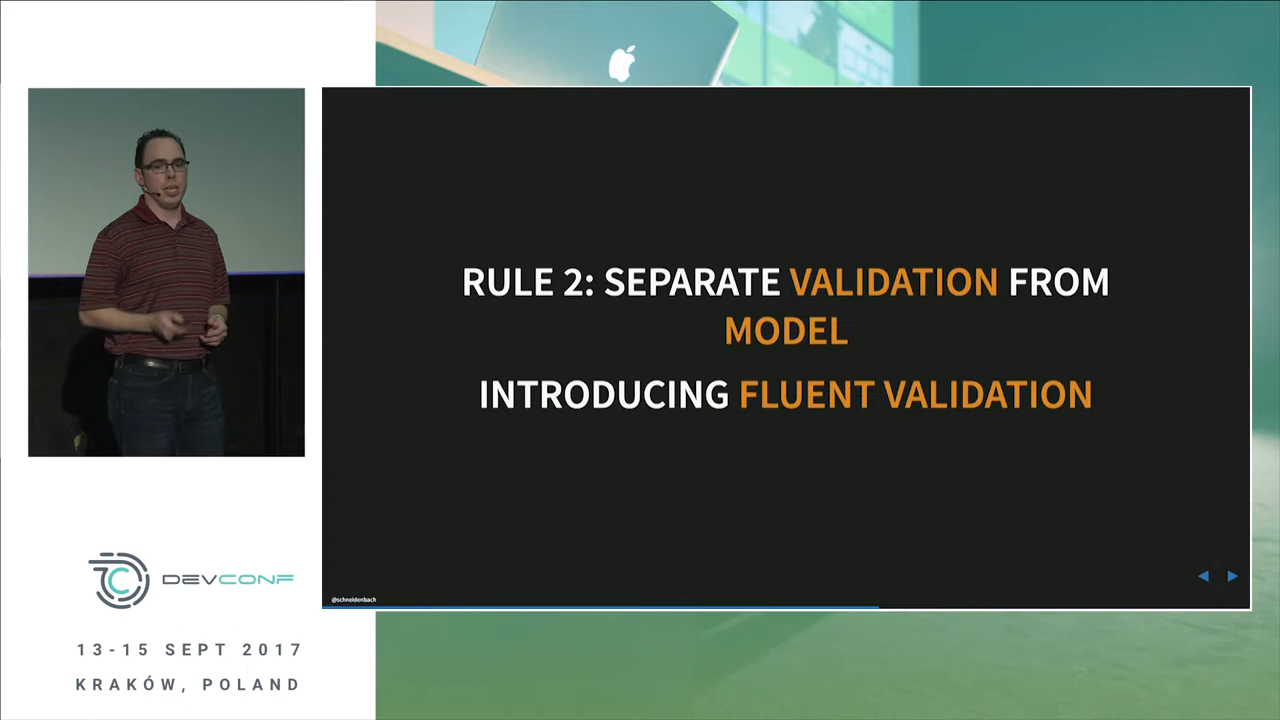 RULE 2: SEPARATE VALIDATION FROM
MODEL
INTRODUCING FLUENT VALIDATION
@schneidenbach
DEVCONF
13-15 SEPT 2017
KRAKÓW, POLAND